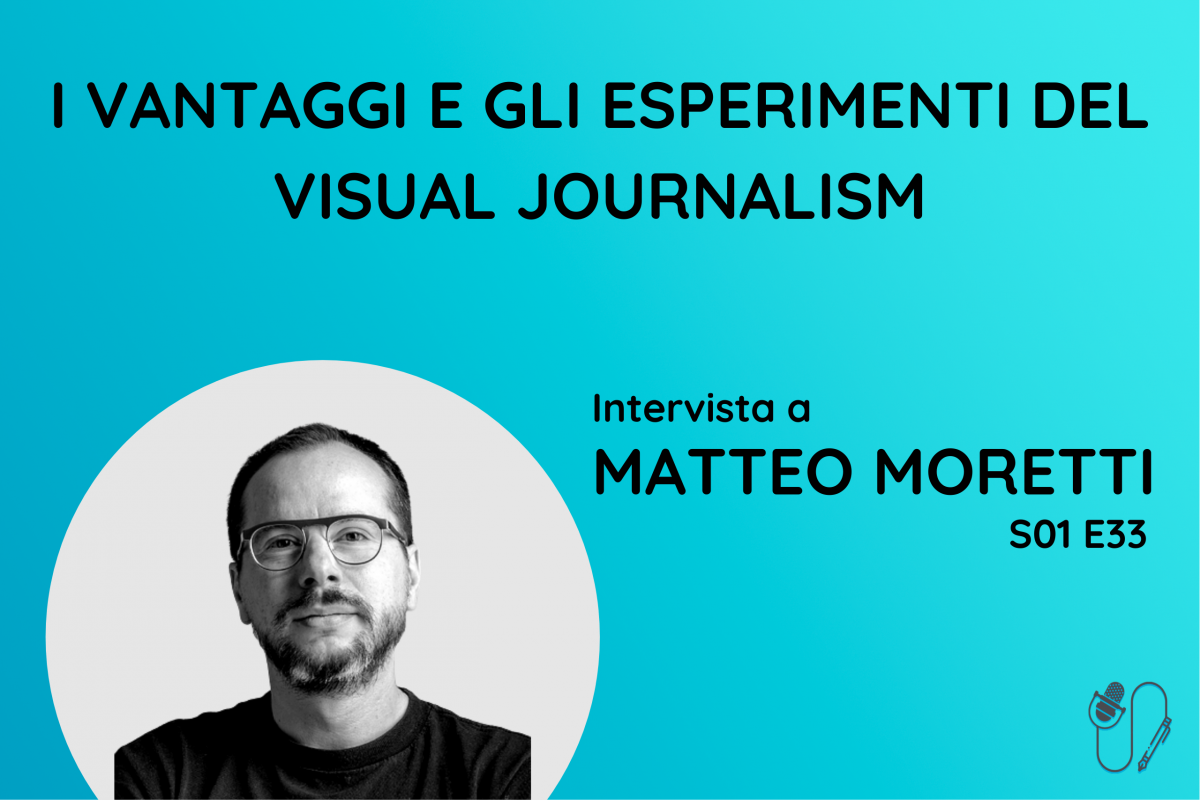 I VANTAGGI E GLI ESPERIMENTI DEL
VISUAL JOURNALISM
Intervista a
MATTEO MORETTI
S01 E33